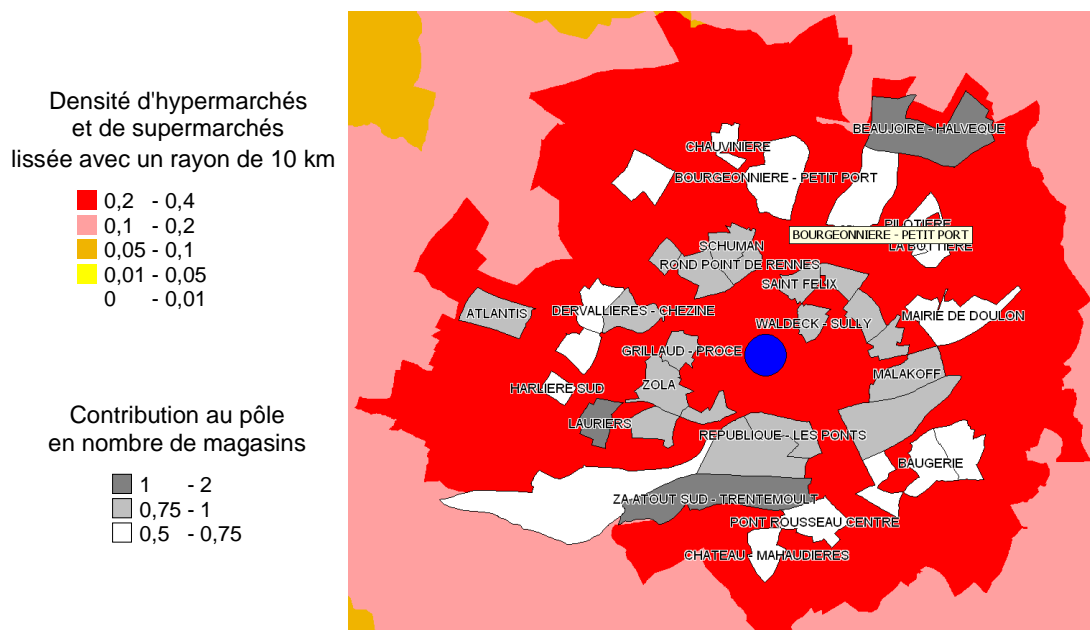 Densité d'hypermarchés
et de supermarchés
lissée avec un rayon de 10 km
0,2 - 0,4
0,1 - 0,2
0,05 - 0,1
0,01 - 0,05
0 - 0,01
Contribution au pôle
en nombre de magasins
1 - 2
0,75 - 1
0,5 - 0,75
BEAUJOIRE - HALVEQUE
CHAUVINIERE
BOURGEONNIERE - PETIT PORT
PILOTIERE
BOURGEONNIERE - PETIT PORT
LA BOTTIERE
SCHUMAN
ROND POINT DE RENNES
SAINT FELIX
ATLANTIS
DERVALLIERES - CHEZINE
WALDECK - SULLY
MAIRIE DE DOULON
GRILLAUD - PROCE
MALAKOFF
HARLIERE SUD
ZOLA
LAURIERS
REPUBLIQUE - LES PONTS
BAUGERIE
ZA ATOUT SUD - TRENTEMOULT
PONT ROUSSEAU CENTRE
CHATEAU - MAHAUDIERES